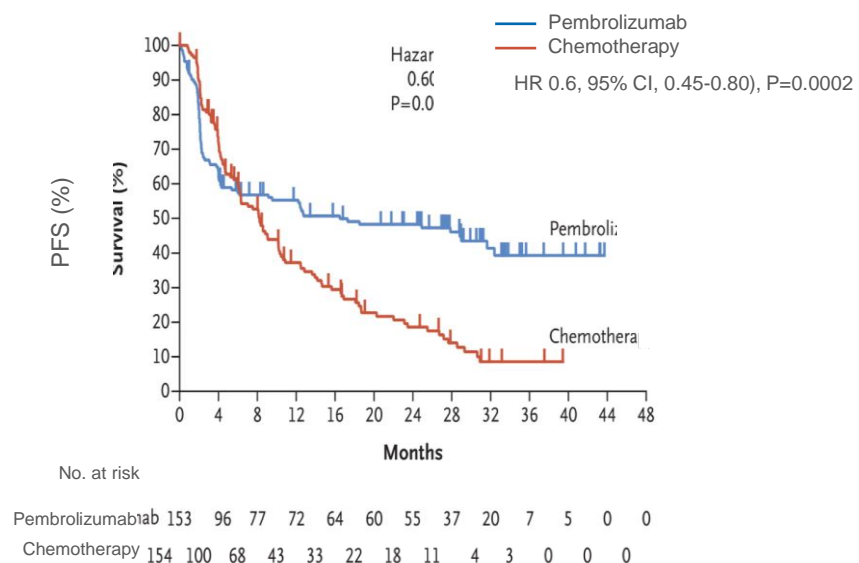 Pembrolizumab
Chemotherapy
HR 0.6, 95% CI, 0.45-0.80), P=0.0002
Hazar
0.60
P=0.0
PFS (%)
Survival (%)
100
90
80
70
60
50
40
30
20
10
0
Pembroliz
Chemothera
0 4 8 12 16 20 24 28 32 36 40 44 48
Months
No. at risk
Pembrolizumab ıab 153 96 77 72 64 60 55 37 20 7 5 0 0
Chemotherapy 154 100 68 43 33 22 18 11 4 3 0 0 0